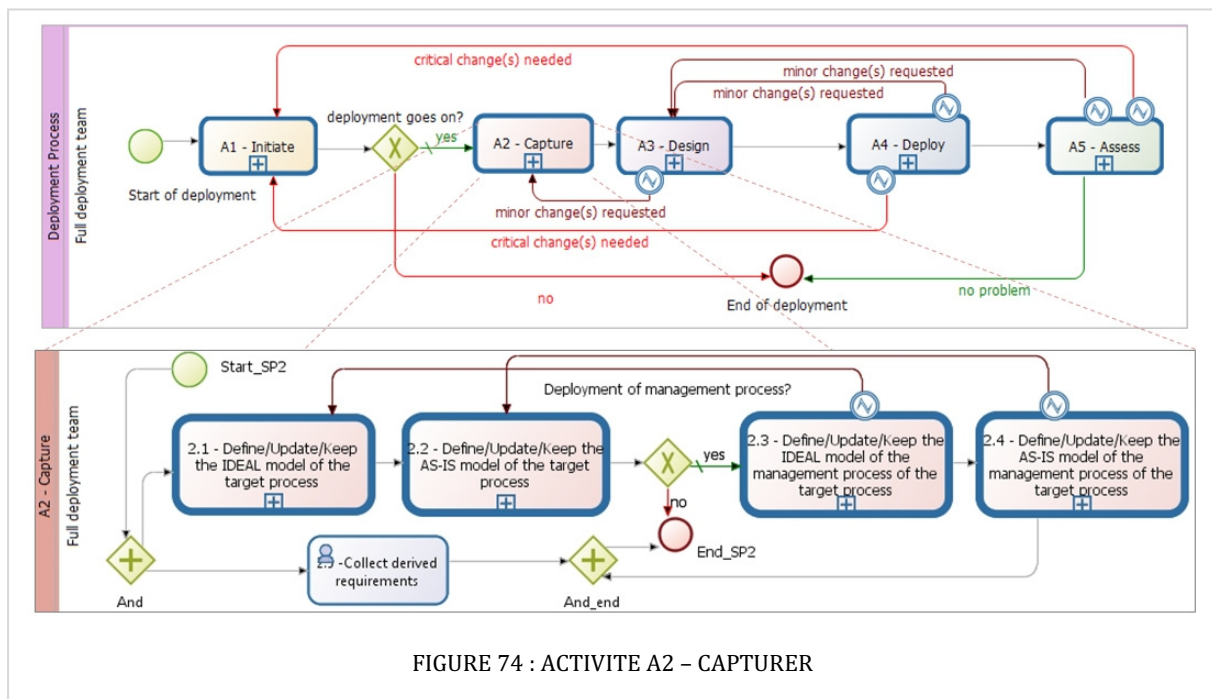 Deployment Process
Full deployment team
critical change(s) needed
minor change(s) requested
minor change(s) requested
deployment goes on?
yes
A1 - Initiate
A2 - Capture
A3 - Design
A4 - Deploy
A5 - Assess
Start of deployment
minor change(s) requested
critical change(s) needed
no
End of deployment
no problem
A2 - Capture
Full deployment team
Start_SP2
Deployment of management process?
2.1 - Define/Update/Keep
the IDEAL model of the
target process
2.2 - Define/Update/Keep
the AS-IS model of the target
process
yes
no
2.3 - Define/Update/Keep the
IDEAL model of the
management process of the
target process
2.4 - Define/Update/Keep the
AS-IS model of the
management process of the
target process
End_SP2
-Collect derived
requirements
And
And_end
FIGURE 74 : ACTIVITE A2 – CAPTURER